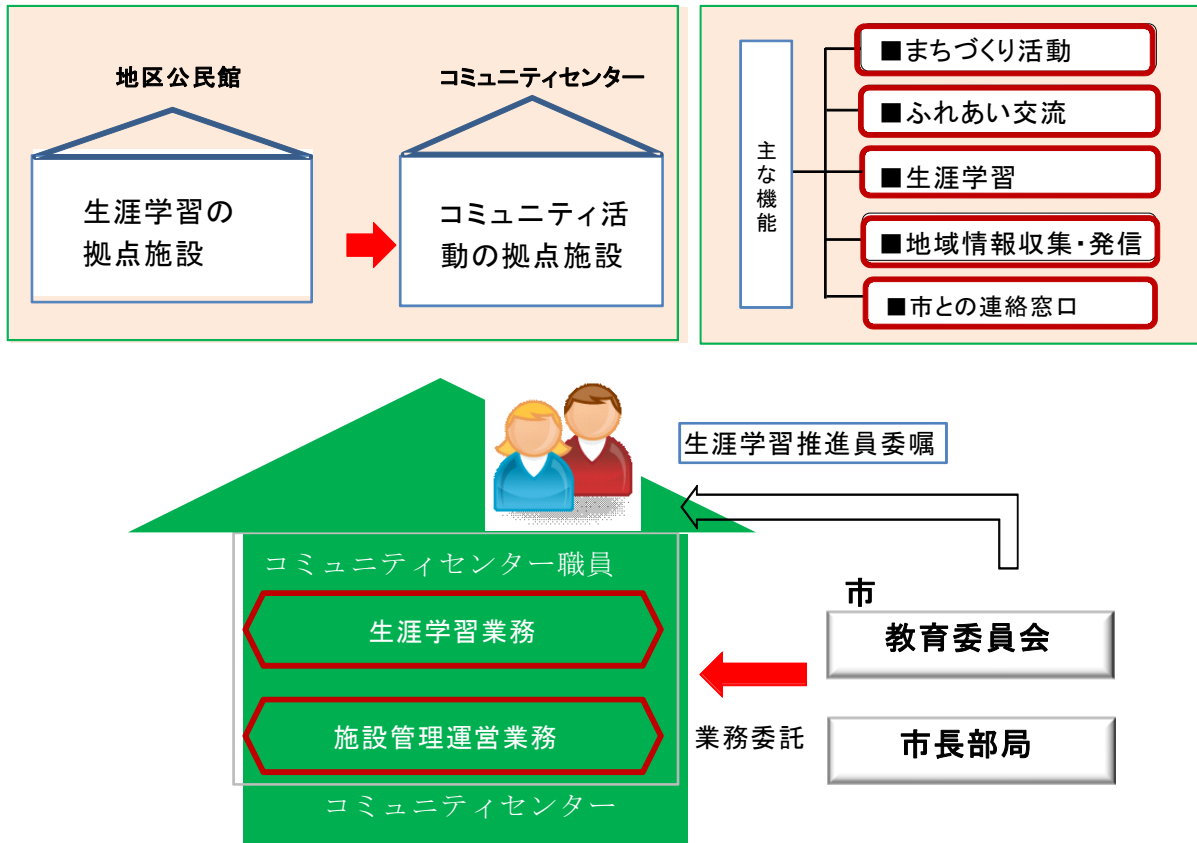 地区公民館
コミュニティセンター
生涯学習の
拠点施設
コミュニティ活
動の拠点施設
主な機能
■まちづくり活動
■ふれあい交流
■生涯学習
■地域情報収集・発信
■市との連絡窓口
生涯学習推進員委嘱
コミュニティセンター職員
生涯学習業務
施設管理運営業務
コミュニティセンター
業務委託
市
教育委員会
市長部局